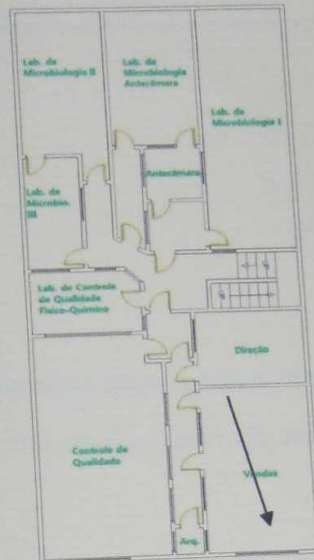 Lab. de
Microbiologia II
Lab. de
Microbiologia
Antecâmara
Lab. de
Microbiologia I
Antecâmara
Lab. de
Microbio.
III
Lab. de Controle
de Qualidade
Físico-Químico
Direção
Controle de
Qualidade
Vendas
Arq.